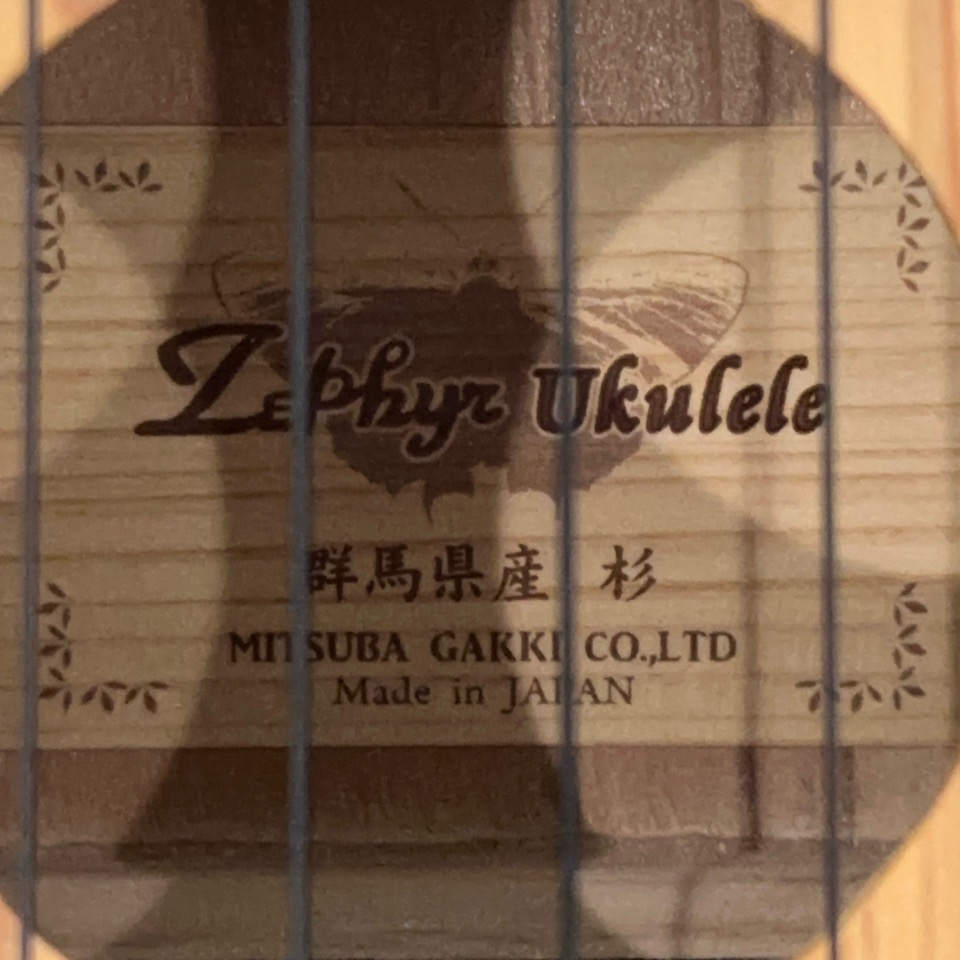 Zephyr Ukulele
群馬県産 杉
MITSUBA GAKKI CO.,LTD
Made in JAPAN